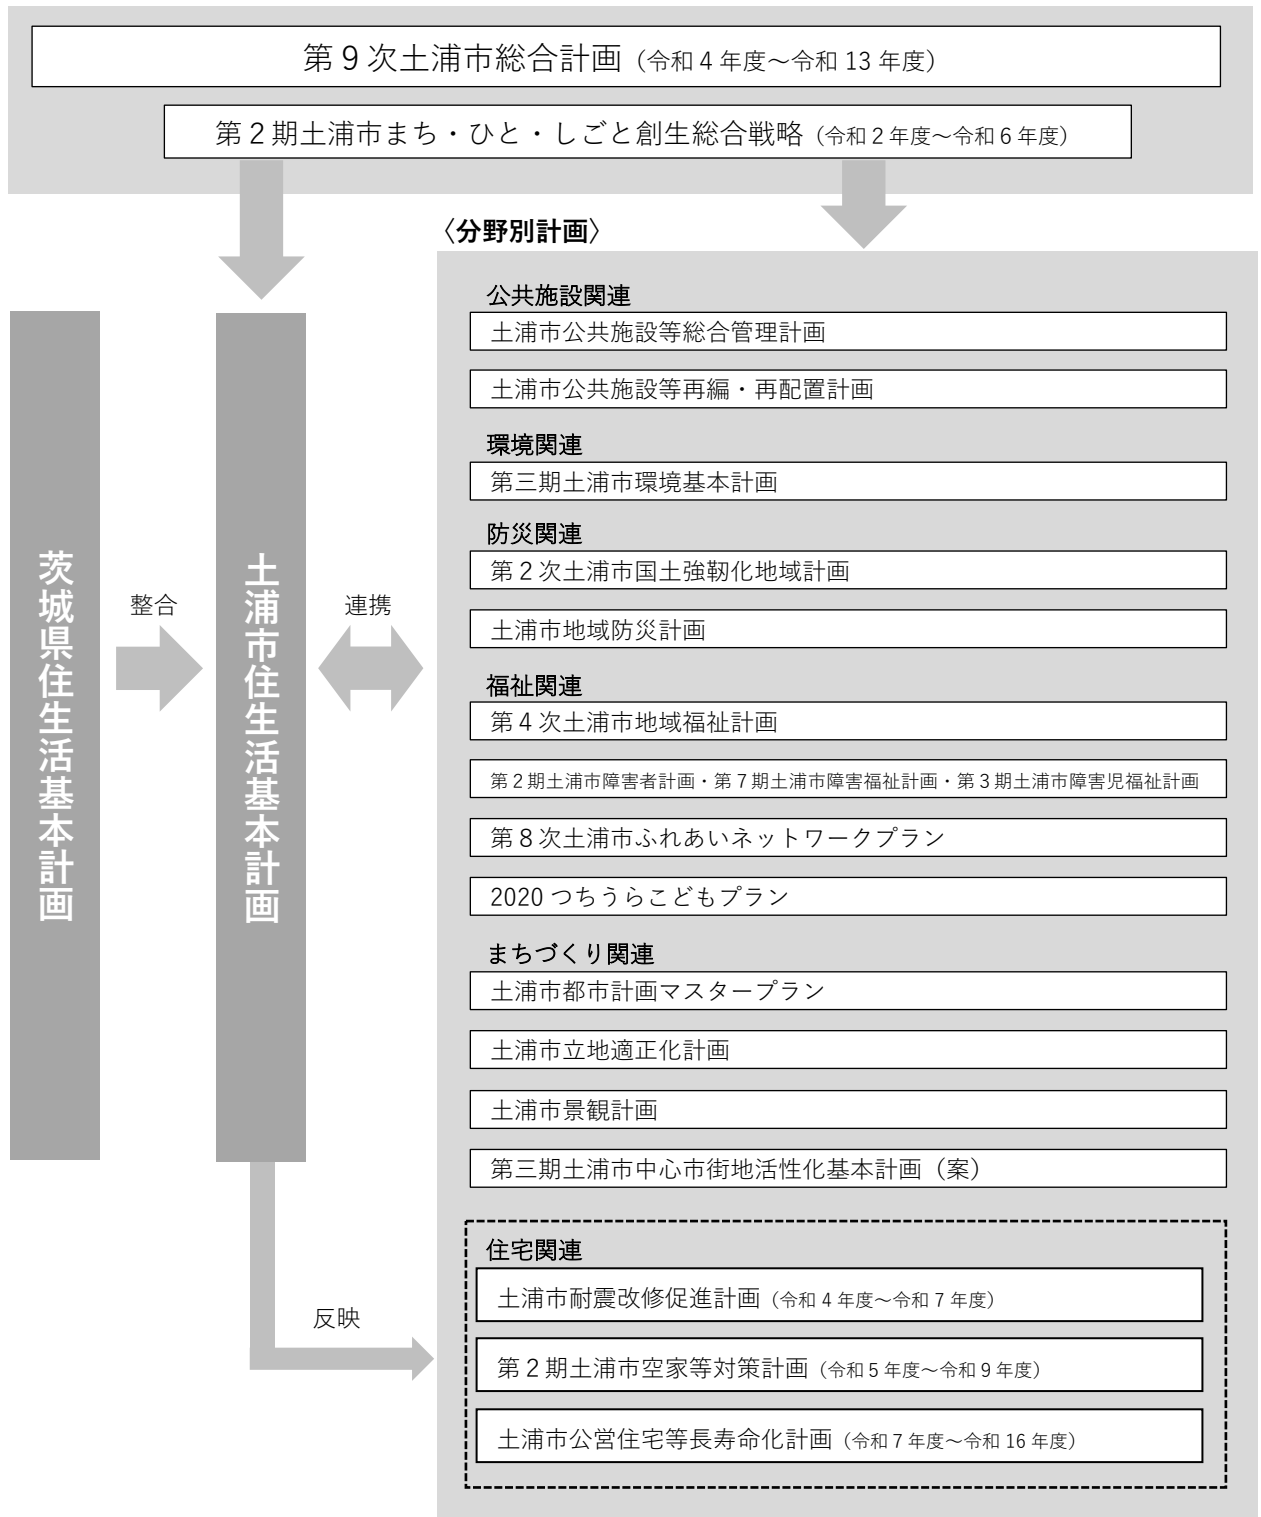 第9次土浦市総合計画（令和4年度～令和13年度）
第2期土浦市まち・ひと・しごと創生総合戦略（令和2年度～令和6年度）
〈分野別計画〉
茨城県住生活基本計画
整合
土浦市住生活基本計画
連携
反映
公共施設関連
土浦市公共施設等総合管理計画
土浦市公共施設等再編・再配置計画
環境関連
第三期土浦市環境基本計画
防災関連
第2次土浦市国土強靭化地域計画
土浦市地域防災計画
福祉関連
第4次土浦市地域福祉計画
第2期土浦市障害者計画・第7期土浦市障害福祉計画・第3期土浦市障害児福祉計画
第8次土浦市ふれあいネットワークプラン
2020つちうらこどもプラン
まちづくり関連
土浦市都市計画マスタープラン
土浦市立地適正化計画
土浦市景観計画
第三期土浦市中心市街地活性化基本計画（案）
住宅関連
土浦市耐震改修促進計画（令和4年度～令和7年度）
第2期土浦市空家等対策計画（令和5年度～令和9年度）
土浦市公営住宅等長寿命化計画（令和7年度～令和16年度）